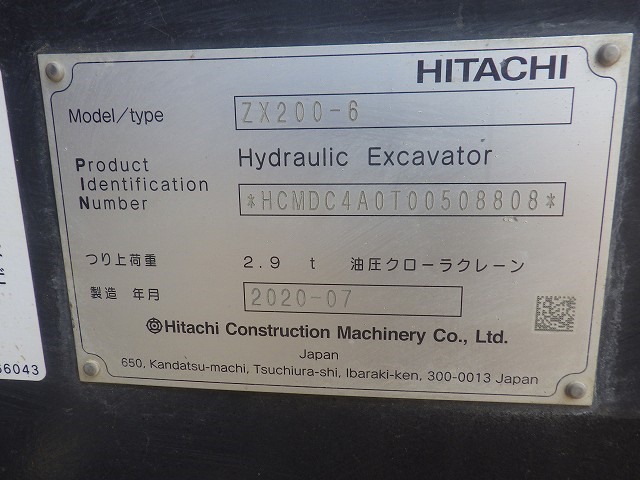 HITACHI
Model/type ZX200-6
Product Identification Number
Hydraulic Excavator
*HCMDC4A0T00508808*
つり上荷重 2.9 t 油圧クローラクレーン
製造 年月 2020-07
@Hitachi Construction Machinery Co., Ltd.
Japan
650, Kandatsu-machi, Tsuchiura-shi, Ibaraki-ken, 300-0013 Japan
66043